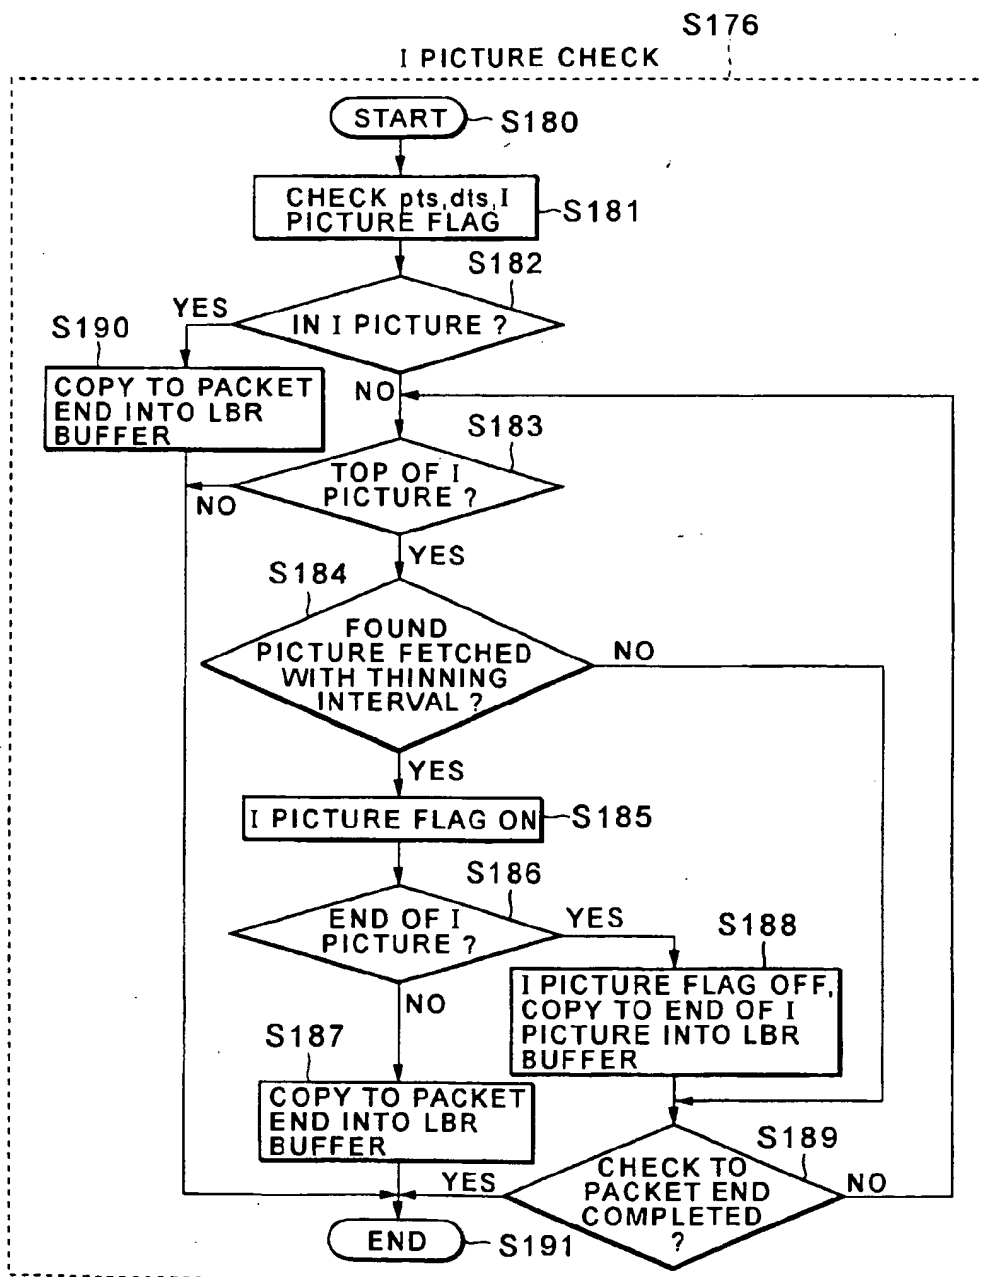 S176
I PICTURE CHECK
START
S180
CHECK pts,dts,I
PICTURE FLAG
S181
S182
IN I PICTURE ?
YES
S190
COPY TO PACKET
END INTO LBR
BUFFER
NO
S183
TOP OF I
PICTURE ?
NO
YES
S184
FOUND
PICTURE FETCHED
WITH THINNING
INTERVAL ?
NO
YES
I PICTURE FLAG ON
S185
S186
END OF I
PICTURE ?
YES
S188
I PICTURE FLAG OFF,
COPY TO END OF I
PICTURE INTO LBR
BUFFER
NO
S187
COPY TO PACKET
END INTO LBR
BUFFER
S189
CHECK TO
PACKET END
COMPLETED
?
YES
NO
END
S191